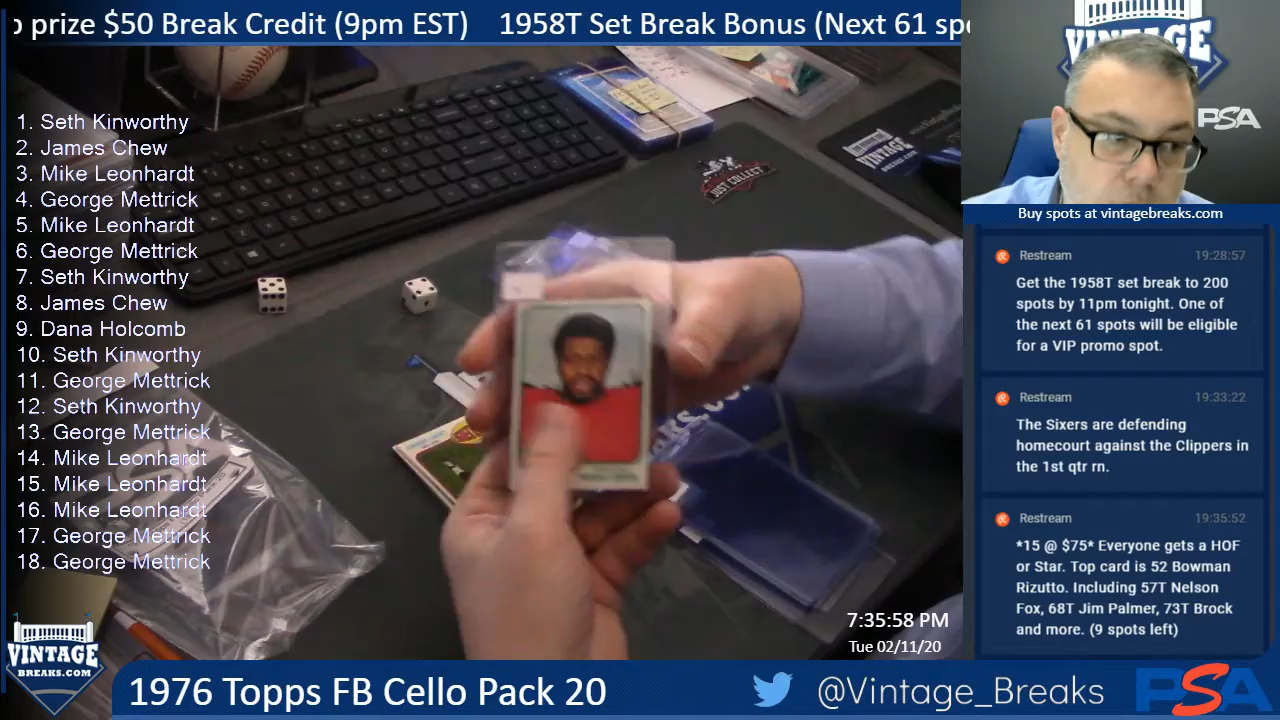 o prize $50 Break Credit (9pm EST) 1958T Set Break Bonus (Next 61 spo
1. Seth Kinworthy
2. James Chew
3. Mike Leonhardt
4. George Mettrick
5. Mike Leonhardt
6. George Mettrick
7. Seth Kinworthy
8. James Chew
9. Dana Holcomb
10. Seth Kinworthy
11. George Mettrick
12. Seth Kinworthy
13. George Mettrick
14. Mike Leonhardt
15. Mike Leonhardt
16. Mike Leonhardt
17. George Mettrick
18. George Mettrick
JUST COLLECT
VINTAGE
VINTAGE
PSA
Buy spots at vintagebreaks.com
Restream 19:28:57
Get the 1958T set break to 200
spots by 11pm tonight. One of
the next 61 spots will be eligible
for a VIP promo spot.
Restream 19:33:22
The Sixers are defending
homecourt against the Clippers in
the 1st qtr rn.
Restream 19:35:52
*15 @ $75* Everyone gets a HOF
or Star. Top card is 52 Bowman
Rizutto. Including 57T Nelson
Fox, 68T Jim Palmer, 73T Brock
and more. (9 spots left)
7:35:58 PM
Tue 02/11/20
VINTAGE
BREAKS.COM
1976 Topps FB Cello Pack 20
@Vintage_Breaks
PSA